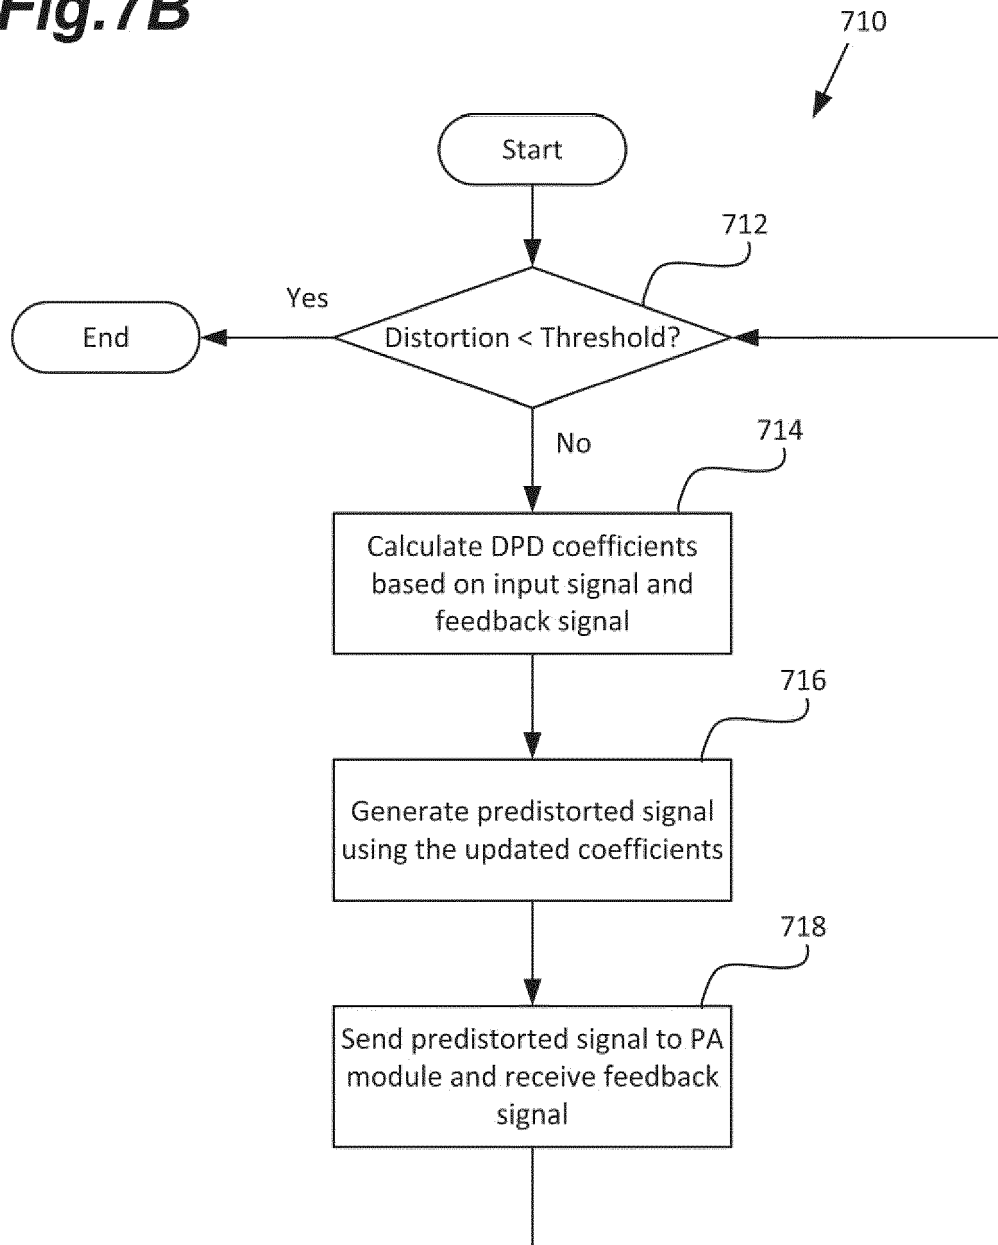 Fig.7B
710
Start
712
Yes
End
Distortion < Threshold?
No
714
Calculate DPD coefficients
based on input signal and
feedback signal
716
Generate predistorted signal
using the updated coefficients
718
Send predistorted signal to PA
module and receive feedback
signal